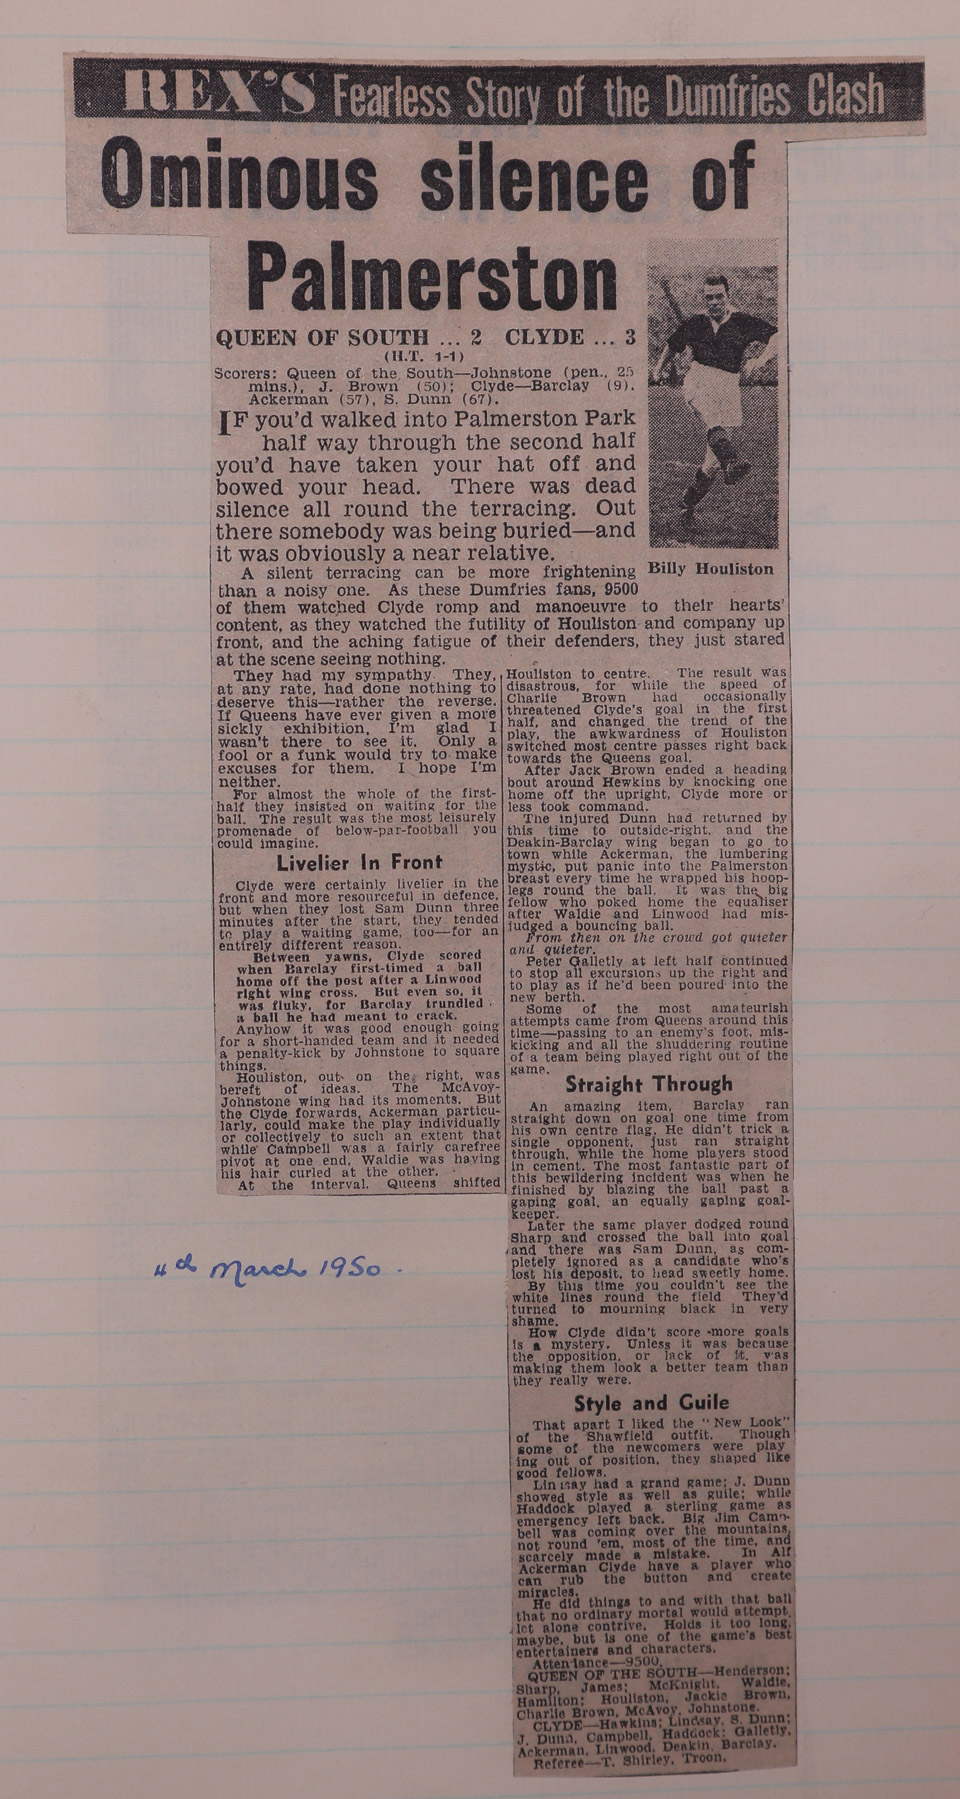 REX'S Fearless Story of the Dumfries Clash
Ominous silence of
Palmerston
QUEEN OF SOUTH ... 2 CLYDE ... 3
(H.T. 1-1)
Scorers: Queen of the South—Johnstone (pen., 25
mins.), J. Brown (50); Clyde—Barclay (9).
Ackerman (57), S. Dunn (67).
IF you'd walked into Palmerston Park
half way through the second half
you'd have taken your hat off and
bowed your head. There was dead
silence all round the terracing. Out
there somebody was being buried—and
it was obviously a near relative.
Billy Houliston
A silent terracing can be more frightening
than a noisy one. As these Dumfries fans, 9500
of them watched Clyde romp and manoeuvre to their hearts'
content, as they watched the futility of Houliston and company up
front, and the aching fatigue of their defenders, they just stared
at the scene seeing nothing.
They had my sympathy. They,
at any rate, had done nothing to
deserve this—rather the reverse.
If Queens have ever given a more
sickly exhibition, I'm glad I
wasn't there to see it. Only a
fool or a funk would try to make
excuses for them. I hope I'm
neither.
For almost the whole of the first-
half they insisted on waiting for the
ball. The result was the most leisurely
promenade of below-par-football you
could imagine.
Livelier In Front
Clyde were certainly livelier in the
front and more resourceful in defence,
but when they lost Sam Dunn three
minutes after the start, they tended
to play a waiting game, too—for an
entirely different reason.
Between yawns, Clyde scored
when Barclay first-timed a ball
home off the post after a Linwood
right wing cross. But even so, it
was fluky, for Barclay trundled
a ball he had meant to crack.
Anyhow it was good enough going
for a short-handed team and it needed
a penalty-kick by Johnstone to square
things.
Houliston, out on the right, was
bereft of ideas. The McAvoy-
Johnstone wing had its moments. But
the Clyde forwards, Ackerman particu-
larly, could make the play individually
or collectively to such an extent that
while Campbell was a fairly carefree
pivot at one end, Waldie was having
his hair curled at the other.
At the interval, Queens shifted
Houliston to centre. The result was
disastrous, for while the speed of
Charlie Brown had occasionally
threatened Clyde's goal in the first
half, and changed the trend of the
play, the awkwardness of Houliston
switched most centre passes right back
towards the Queens goal.
After Jack Brown ended a heading
bout around Hewkins by knocking one
home off the upright, Clyde more or
less took command.
The injured Dunn had returned by
this time to outside-right, and the
Deakin-Barclay wing began to go to
town while Ackerman, the lumbering
mystic, put panic into the Palmerston
breast every time he wrapped his hoop-
legs round the ball. It was the big
fellow who poked home the equaliser
after Waldie and Linwood had mis-
judged a bouncing ball.
From then on the crowd got quieter
and quieter.
Peter Galletly at left half continued
to stop all excursions up the right and
to play as if he'd been poured into the
new berth.
Some of the most amateurish
attempts came from Queens around this
time—passing to an enemy's foot, mis-
kicking and all the shuddering routine
of a team being played right out of the
game.
Straight Through
An amazing item, Barclay ran
straight down on goal one time from
his own centre flag. He didn't trick a
single opponent, just ran straight
through, while the home players stood
in cement. The most fantastic part of
this bewildering incident was when he
finished by blazing the ball past a
gaping goal, an equally gaping goal-
keeper.
Later the same player dodged round
Sharp and crossed the ball into goal
and there was Sam Dunn, as com-
pletely ignored as a candidate who's
lost his deposit, to head sweetly home.
By this time you couldn't see the
white lines round the field. They'd
turned to mourning black in very
shame.
How Clyde didn't score more goals
is a mystery. Unless it was because
the opposition, or lack of it, was
making them look a better team than
they really were.
Style and Guile
That apart I liked the "New Look"
of the Shawfield outfit. Though
some of the newcomers were play
ing out of position, they shaped like
good fellows.
Lindsay had a grand game; J. Dunn
showed style as well as guile; while
Haddock played a sterling game as
emergency left back. Big Jim Camp-
bell was coming over the mountains,
not round 'em, most of the time, and
scarcely made a mistake. In Alf
Ackerman Clyde have a player who
can rub the button and create
miracles.
He did things to and with that ball
that no ordinary mortal would attempt,
let alone contrive. Holds it too long,
maybe, but is one of the game's best
entertainers and characters.
Attendance—9500.
QUEEN OF THE SOUTH—Henderson;
Sharp, James; McKnight, Waldie,
Hamilton; Houliston, Jackie Brown,
Charlie Brown, McAvoy, Johnstone.
CLYDE—Hawkins; Lindsay, S. Dunn;
J. Dunn, Campbell, Haddock; Galletly,
Ackerman, Linwood, Deakin, Barclay.
Referee—T. Shirley, Troon.
March 1950.